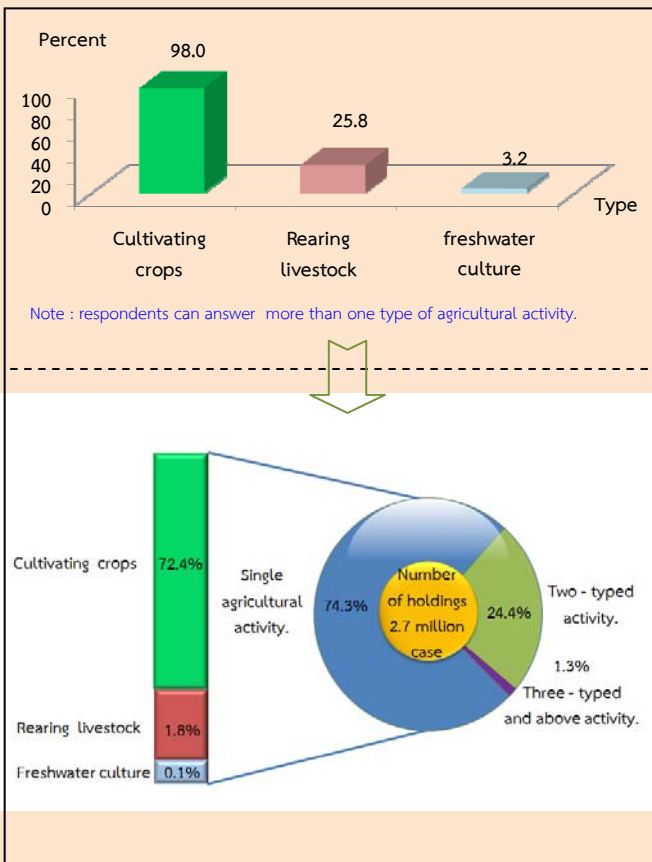 Percent
98.0
25.8
3.2
100
80
60
40
20
0
Type
Cultivating
crops
Rearing
livestock
freshwater
culture
Note : respondents can answer more than one type of agricultural activity.
Cultivating crops
72.4%
Rearing livestock
1.8%
Freshwater culture
0.1%
Single
agricultural
activity.
74.3%
Number
of holdings
2.7 million
case
24.4%
Two - typed
activity.
1.3%
Three - typed
and above activity.